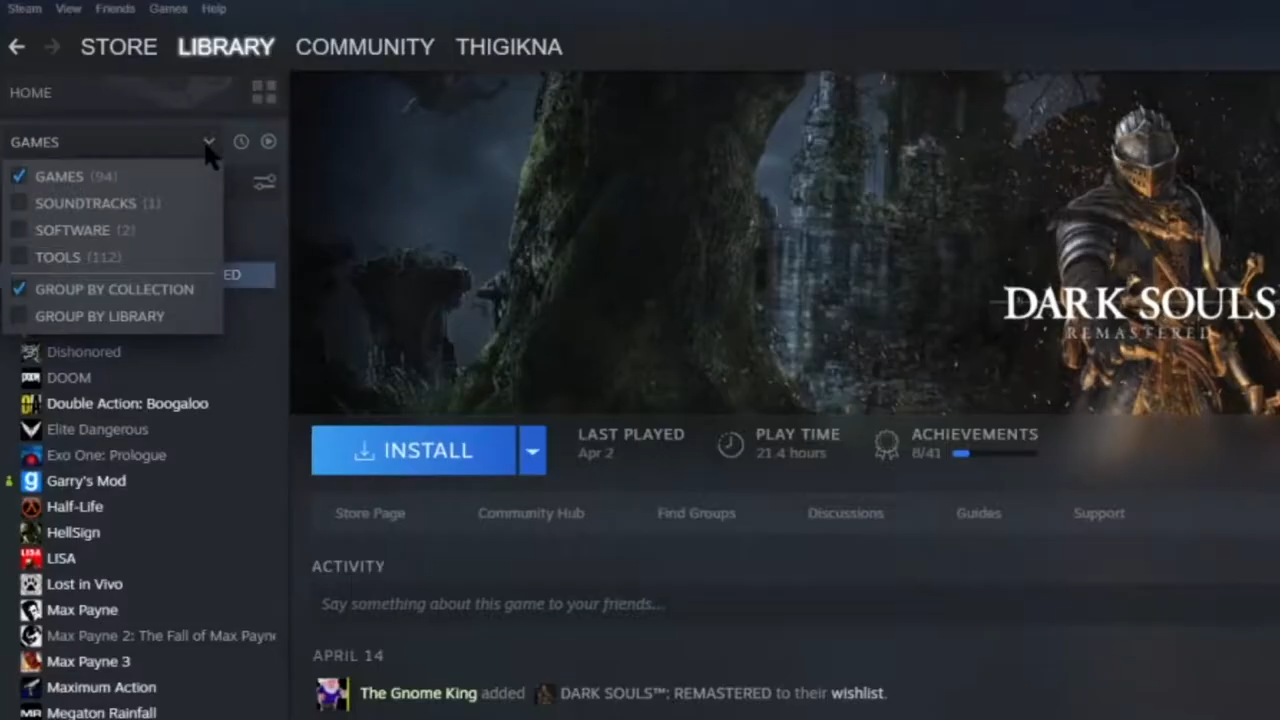 Steam View Friends Games Help
STORE LIBRARY COMMUNITY THIGIKNA
HOME
GAMES
GAMES (94)
SOUNDTRACKS (1)
SOFTWARE (2)
TOOLS (112)
ED
GROUP BY COLLECTION
GROUP BY LIBRARY
Dishonored
DOOM
Double Action: Boogaloo
Elite Dangerous
Exo One: Prologue
Garry's Mod
Half-Life
HellSign
LISA
Lost in Vivo
Max Payne
Max Payne 2: The Fall of Max Payne
Max Payne 3
Maximum Action
Megaton Rainfall
DARK SOULS
REMASTERED
INSTALL
LAST PLAYED
Apr 2
PLAY TIME
21.4 hours
ACHIEVEMENTS
8/41
Store Page Community Hub Find Groups Discussions Guides Support
ACTIVITY
Say something about this game to your friends...
APRIL 14
The Gnome King added DARK SOULS™: REMASTERED to their wishlist.